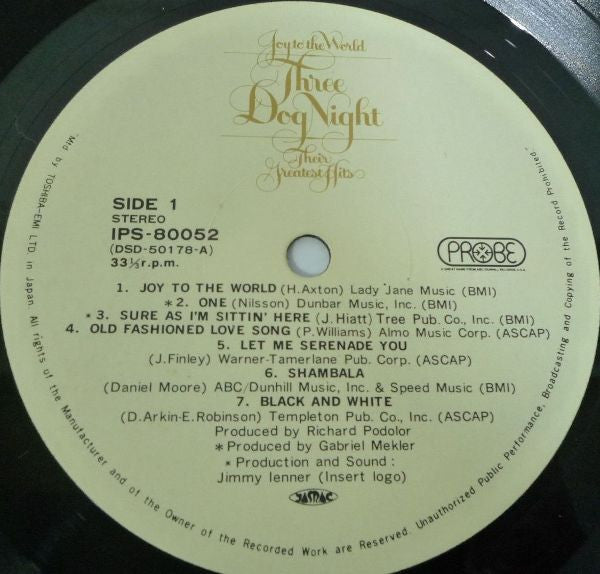 Joy to the World
Three
Dog Night
Their
Greatest Hits
SIDE 1
STEREO
IPS-80052
(DSD-50178-A)
33⅓r.p.m.
PROBE
1. JOY TO THE WORLD (H.Axton) Lady Jane Music (BMI)
*2. ONE (Nilsson) Dunbar Music, Inc. (BMI)
*3. SURE AS I'M SITTIN' HERE (J.Hiatt) Tree Pub. Co., Inc. (BMI)
4. OLD FASHIONED LOVE SONG (P.Williams) Almo Music Corp. (ASCAP)
5. LET ME SERENADE YOU
(J.Finley) Warner-Tamerlane Pub. Corp. (ASCAP)
6. SHAMBALA
(Daniel Moore) ABC/Dunhill Music, Inc. & Speed Music (BMI)
7. BLACK AND WHITE
(D.Arkin-E.Robinson) Templeton Pub. Co., Inc. (ASCAP)
Produced by Richard Podolor
*Produced by Gabriel Mekler
*Production and Sound :
Jimmy Ienner (Insert logo)
JASRAC
"Mfd by TOSHIBA-EMI LTD. in Japan All rights of the Manufacturer and of the Owner of the Recorded Work are Reserved. Unauthorized Public Performance, Broadcasting and Copying of the Record Prohibited."